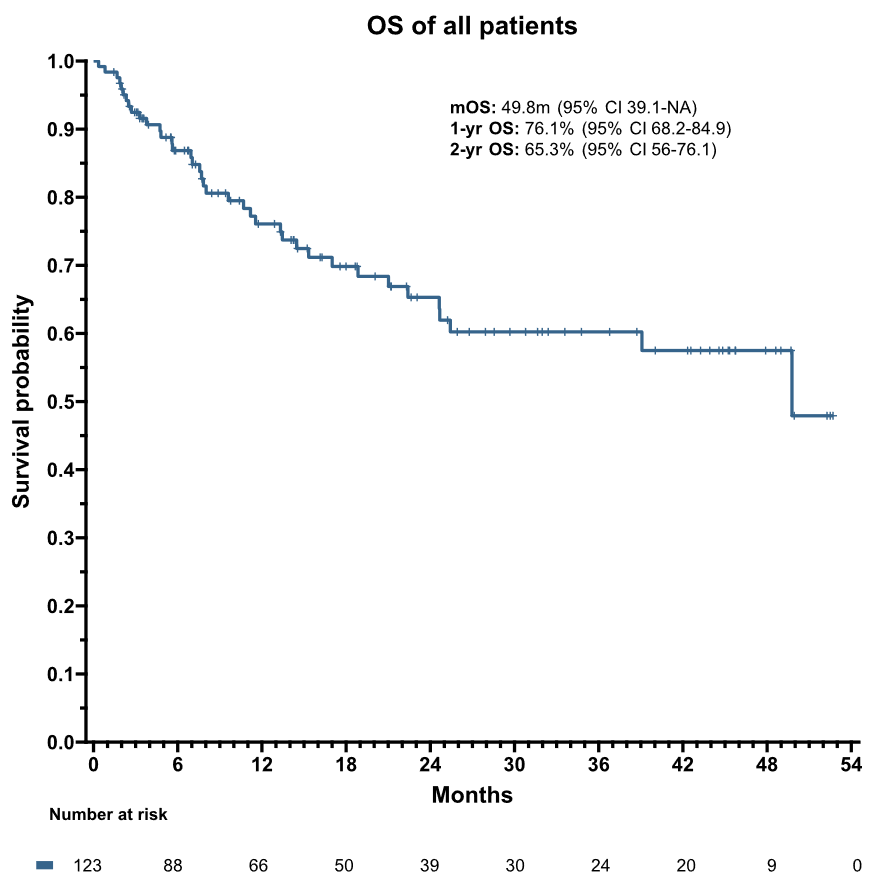 OS of all patients
mOS: 49.8m (95% CI 39.1-NA)
1-yr OS: 76.1% (95% CI 68.2-84.9)
2-yr OS: 65.3% (95% CI 56-76.1)
Survival probability
1.0
0.9
0.8
0.7
0.6
0.5
0.4
0.3
0.2
0.1
0.0
0 6 12 18 24 30 36 42 48 54
Months
Number at risk
123 88 66 50 39 30 24 20 9 0